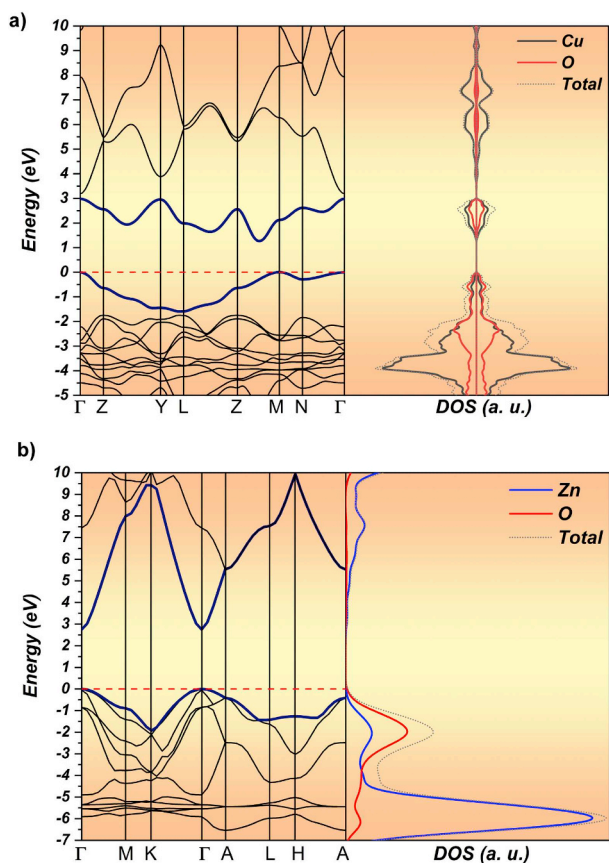 a)
Energy (eV)
10
9
8
7
6
5
4
3
2
1
0
-1
-2
-3
-4
-5
Γ Z Y L Z M N Γ
DOS (a. u.)
Cu
O
Total
b)
Energy (eV)
10
9
8
7
6
5
4
3
2
1
0
-1
-2
-3
-4
-5
-6
-7
Γ M K Γ A L H A
DOS (a. u.)
Zn
O
Total